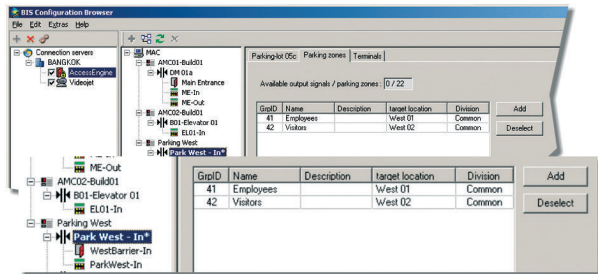 BIS Configuration Browser
File Edit Extras Help
Connection servers
BANGKOK
AccessEngine
Videojet
MAC
AMC01-Build01
DM 01a
Main Entrance
ME-In
ME-Out
AMC02-Build01
B01-Elevator 01
EL01-In
Parking West
Park West - In*
Parking-lot 05c Parking zones Terminals
Available output signals / parking zones : 0 / 22
GrpID Name Description target location Division
41 Employees West 01 Common
42 Visitors West 02 Common
Add
Deselect
ME-Out
AMC02-Build01
B01-Elevator 01
EL01-In
Parking West
Park West - In*
WestBarrier-In
ParkWest-In
GrpID Name Description target location Division
41 Employees West 01 Common
42 Visitors West 02 Common
Add
Deselect